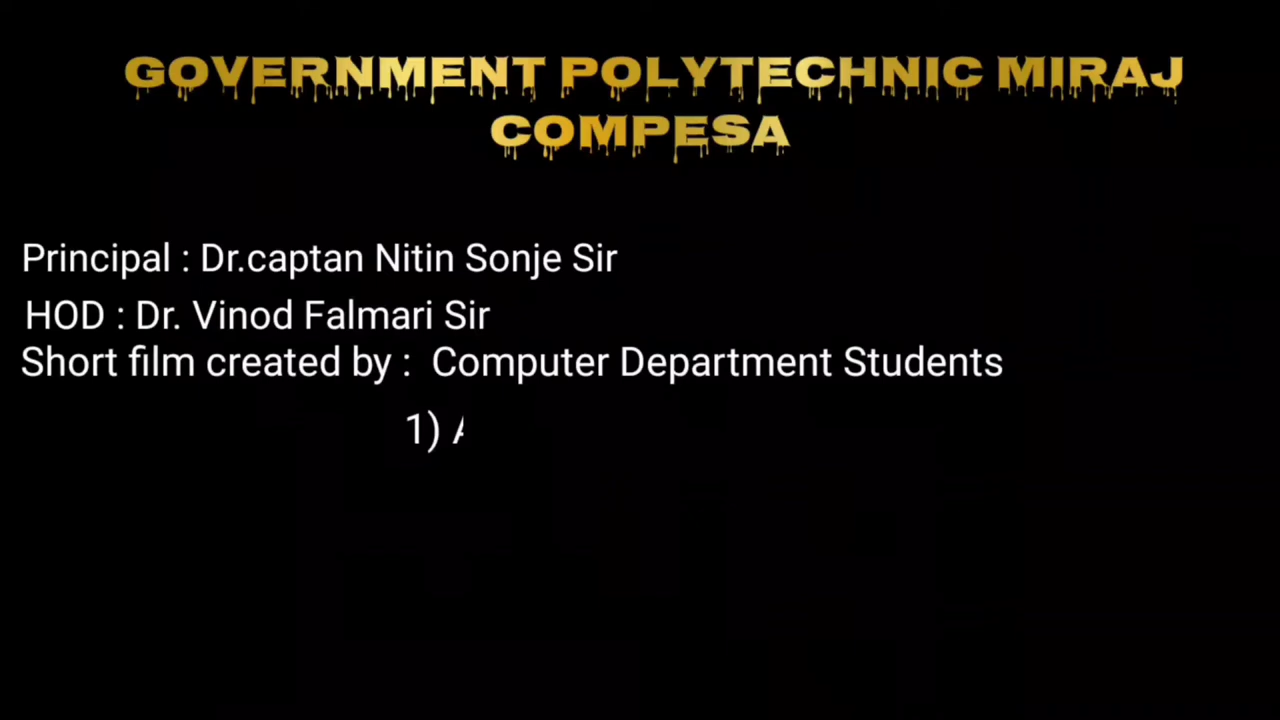 GOVERNMENT POLYTECHNIC MIRAJ
COMPESA
Principal : Dr.captan Nitin Sonje Sir
HOD : Dr. Vinod Falmari Sir
Short film created by : Computer Department Students
1)